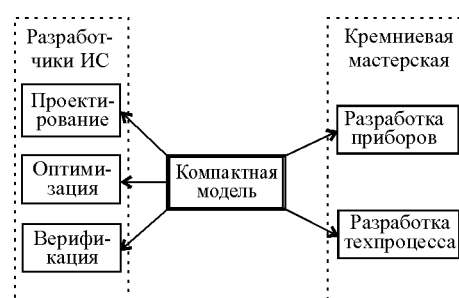 Разработ-
чики ИС
Проекти-
рование
Оптими-
зация
Верифи-
кация
Компактная
модель
Кремниевая
мастерская
Разработка
приборов
Разработка
техпроцесса